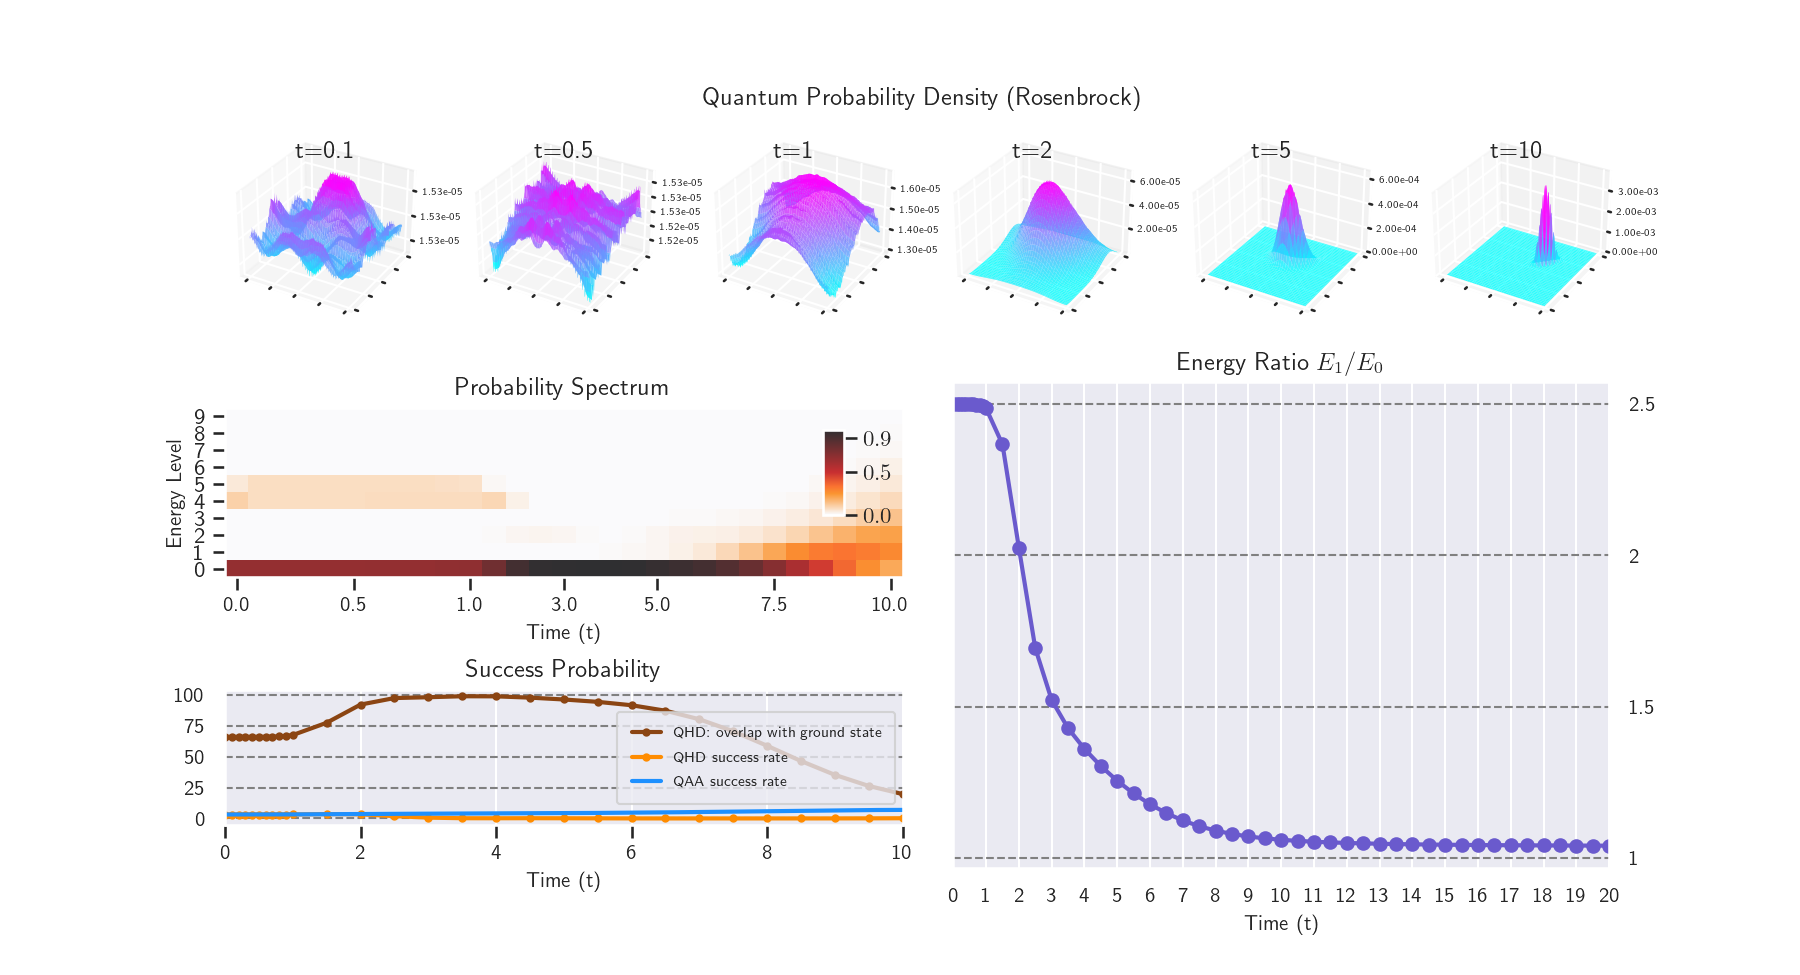 Quantum Probability Density (Rosenbrock)
t=0.1
t=0.5
t=1
t=2
t=5
t=10
1.53e-05
1.53e-05
1.53e-05
1.53e-05
1.53e-05
1.53e-05
1.52e-05
1.52e-05
1.60e-05
1.50e-05
1.40e-05
1.30e-05
6.00e-05
4.00e-05
2.00e-05
6.00e-04
4.00e-04
2.00e-04
0.00e+00
3.00e-03
2.00e-03
1.00e-03
0.00e+00
Probability Spectrum
Energy Level
9
8
7
6
5
4
3
2
1
0
0.9
0.5
0.0
0.0 0.5 1.0 3.0 5.0 7.5 10.0
Time (t)
Success Probability
100
75
50
25
0
QHD: overlap with ground state
QHD success rate
QAA success rate
0 2 4 6 8 10
Time (t)
Energy Ratio E₁/E₀
2.5
2
1.5
1
0 1 2 3 4 5 6 7 8 9 10 11 12 13 14 15 16 17 18 19 20
Time (t)